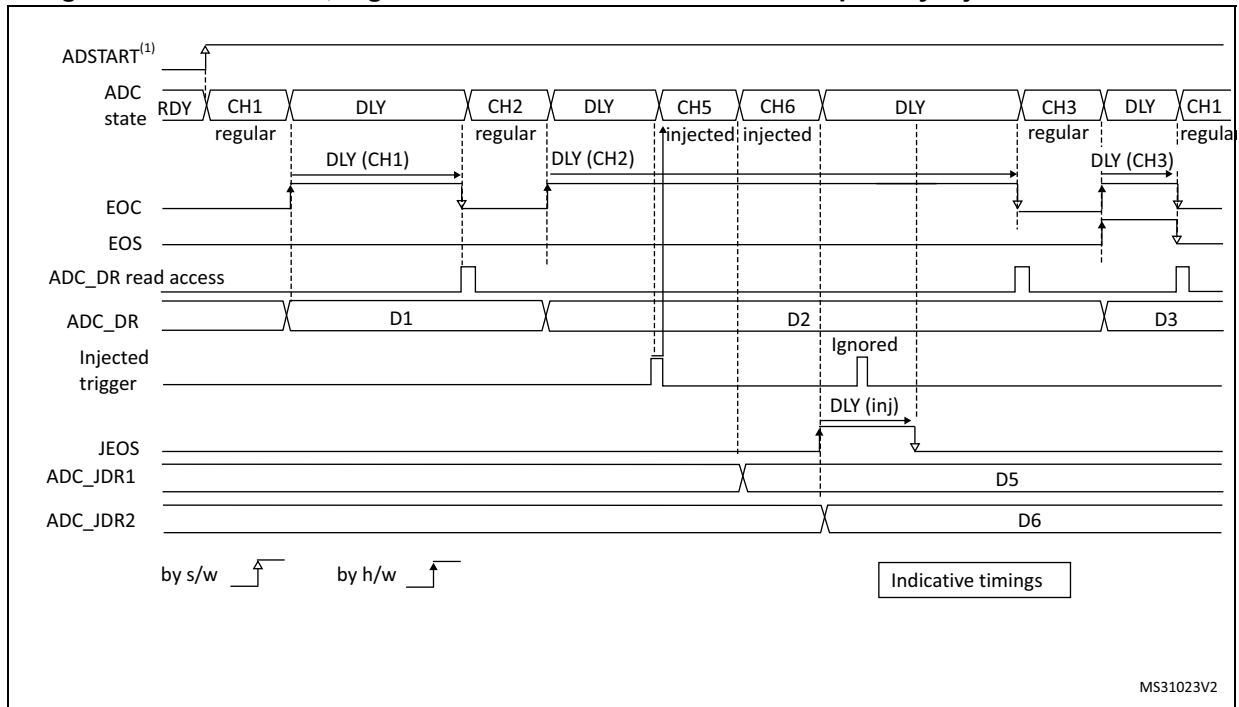 ADSTART(1)
ADC state
RDY CH1 DLY CH2 DLY CH5 CH6 DLY CH3 DLY CH1
regular regular injected injected regular regular
DLY (CH1) DLY (CH2) DLY (CH3)
EOC
EOS
ADC_DR read access
ADC_DR D1 D2 D3
Injected trigger
Ignored
DLY (inj)
JEOS
ADC_JDR1 D5
ADC_JDR2 D6
by s/w by h/w Indicative timings
MS31023V2